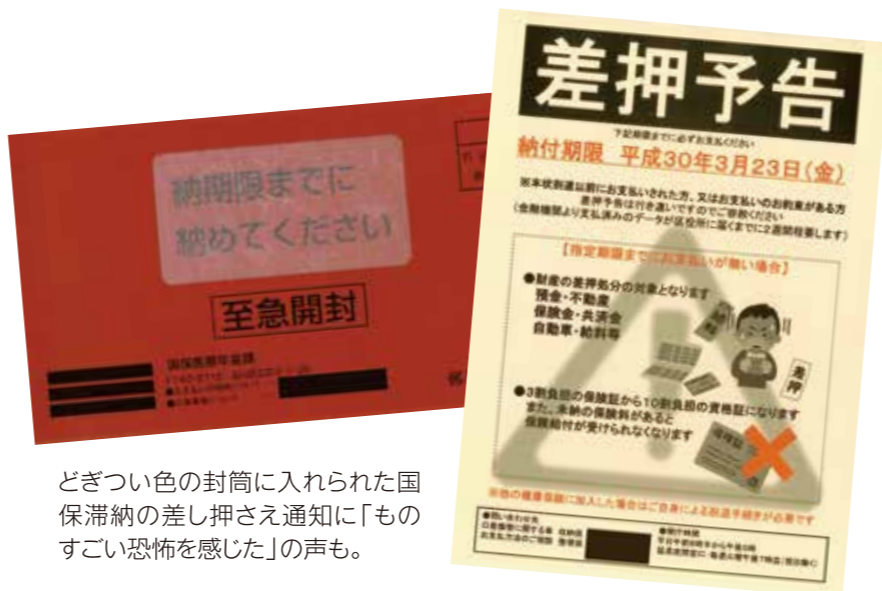 納期限までに
納めてください
至急開封
国保医療年金課
差押予告
下記期限までに必ずお支払ください
納付期限 平成30年3月23日(金)
※本状到達以前にお支払いされた方、又はお支払いのお約束がある方
差押予告は行き違いですのでご容赦ください
(金融機関より支払済みのデータが区役所に届くまでに2週間程要します)
【指定期限までにお支払いが無い場合】
●財産の差押処分の対象となります
預金・不動産
保険金・共済金
自動車・給料等
差押
●3割負担の保険証から10割負担の資格証になります
また、未納の保険料があると
保険給付が受けられなくなります
保険証
※他の健康保険に加入した場合はご自身による脱退手続きが必要です
●問い合わせ先
●開庁時間
どぎつい色の封筒に入れられた国
保滞納の差し押さえ通知に「もの
すごい恐怖を感じた」の声も。